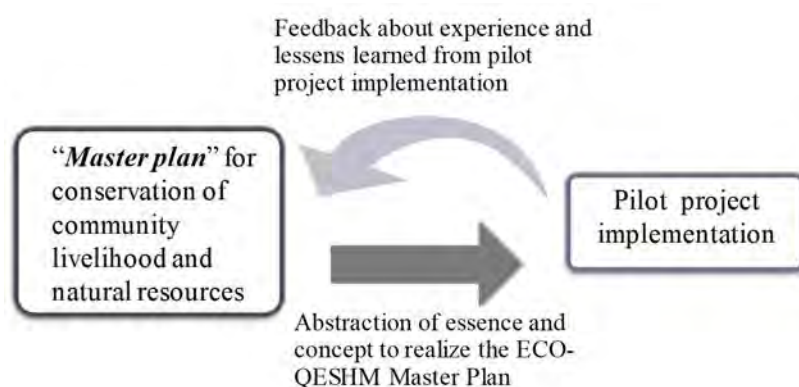 Feedback about experience and
lessens learned from pilot
project implementation
“Master plan” for
conservation of
community
livelihood and
natural resources
Pilot project
implementation
Abstraction of essence and
concept to realize the ECO-
QESHM Master Plan